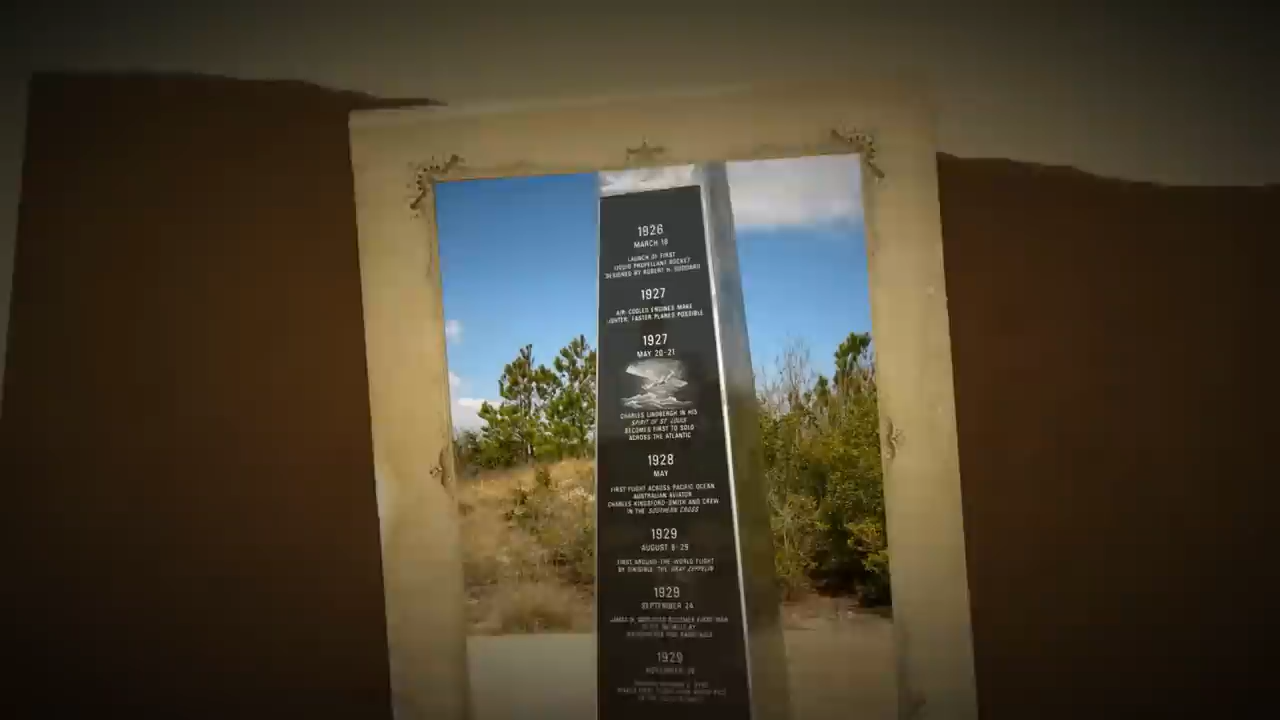 1926
MARCH 16
LAUNCH OF FIRST
LIQUID PROPELLANT ROCKET
DESIGNED BY ROBERT H. GODDARD
1927
AIR-COOLED ENGINES MAKE
LIGHTER, FASTER PLANES POSSIBLE
1927
MAY 20-21
CHARLES LINDBERGH IN HIS
SPIRIT OF ST. LOUIS
BECOMES FIRST TO SOLO
ACROSS THE ATLANTIC
1928
MAY
FIRST FLIGHT ACROSS PACIFIC OCEAN
AUSTRALIAN AVIATOR
CHARLES KINGSFORD-SMITH AND CREW
IN THE SOUTHERN CROSS
1929
AUGUST 8-29
FIRST AROUND-THE-WORLD FLIGHT
BY DIRIGIBLE THE GRAF ZEPPELIN
1929
SEPTEMBER 24
1929